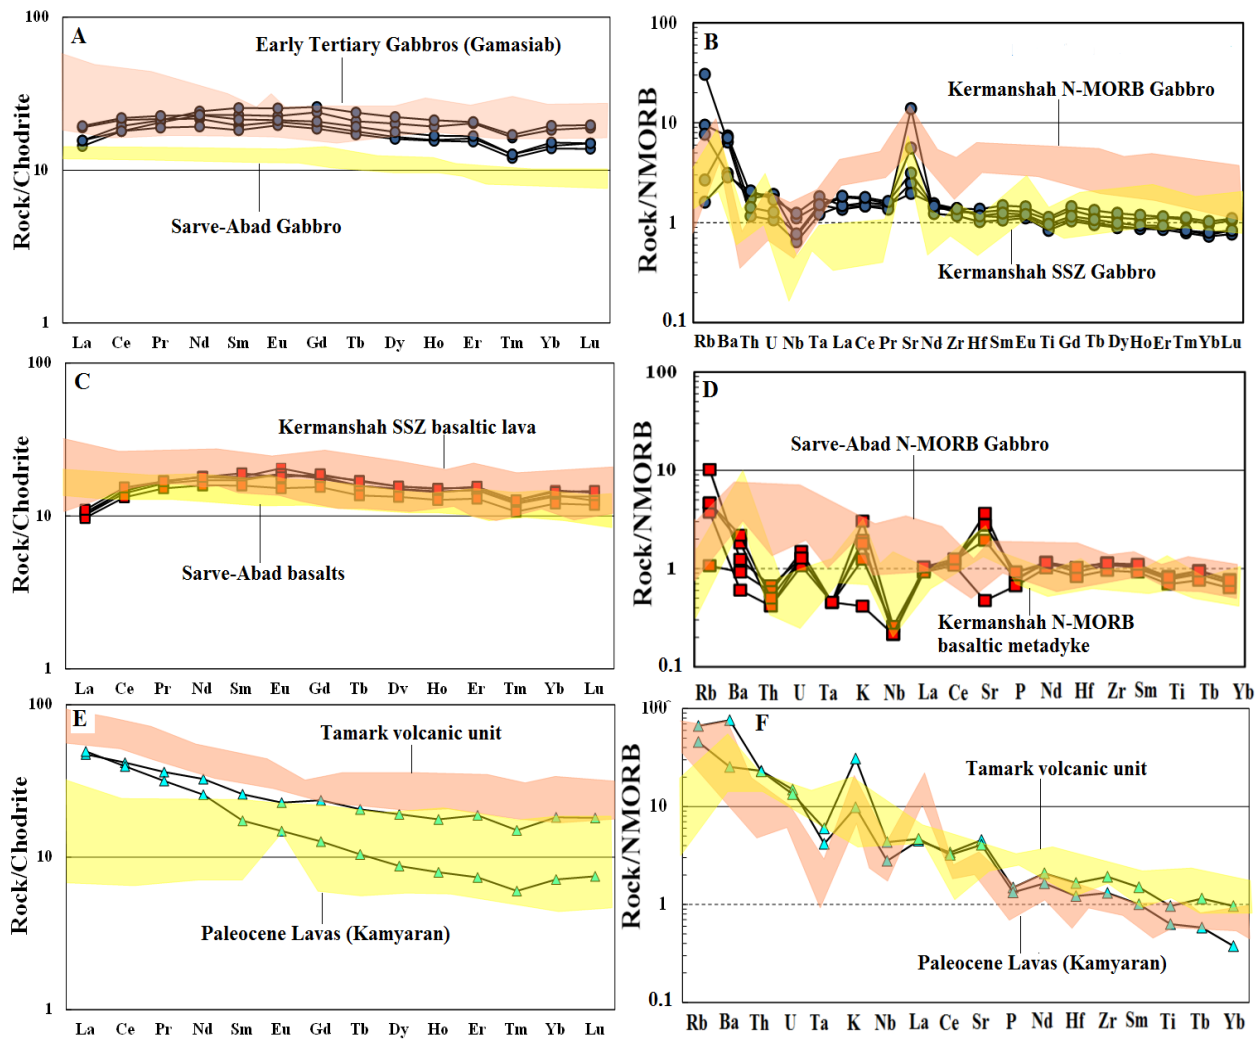 A
100
10
1
Rock/Chodrite
Early Tertiary Gabbros (Gamasiab)
Sarve-Abad Gabbro
La Ce Pr Nd Sm Eu Gd Tb Dy Ho Er Tm Yb Lu
B
100
10
1
0.1
Rock/NMORB
Kermanshah N-MORB Gabbro
Kermanshah SSZ Gabbro
Rb Ba Th U Nb Ta La Ce Pr Sr Nd Zr Hf Sm Eu Ti Gd Tb Dy Ho Er Tm Yb Lu
C
100
10
1
Rock/Chodrite
Kermanshah SSZ basaltic lava
Sarve-Abad basalts
La Ce Pr Nd Sm Eu Gd Tb Dv Ho Er Tm Yb Lu
D
100
10
1
0.1
Rock/NMORB
Sarve-Abad N-MORB Gabbro
Kermanshah N-MORB
basaltic metadyke
Rb Ba Th U Ta K Nb La Ce Sr P Nd Hf Zr Sm Ti Tb Yb
E
100
10
1
Rock/Chodrite
Tamark volcanic unit
Paleocene Lavas (Kamyaran)
La Ce Pr Nd Sm Eu Gd Tb Dy Ho Er Tm Yb Lu
F
100
10
1
0.1
Rock/NMORB
Tamark volcanic unit
Paleocene Lavas (Kamyaran)
Rb Ba Th U Ta K Nb La Ce Sr P Nd Hf Zr Sm Ti Tb Yb